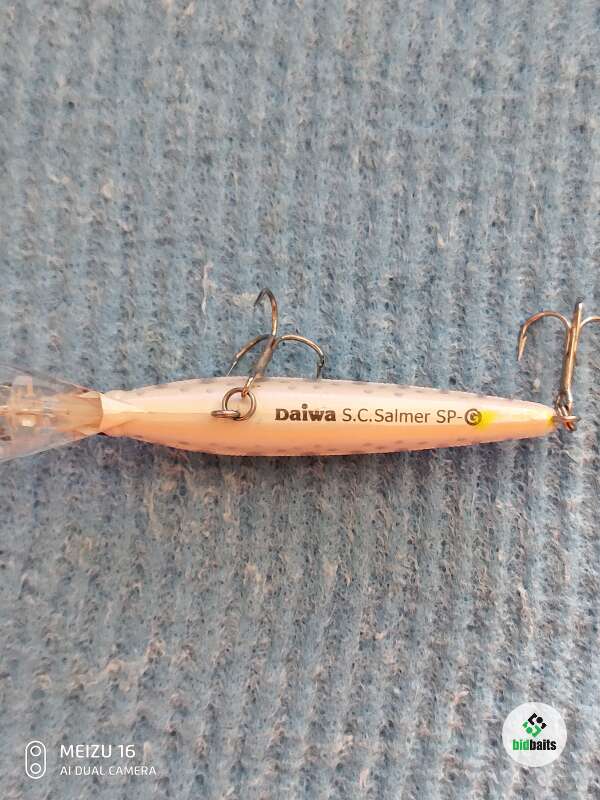 Daiwa S.C.Salmer SP-G
bidbaits
MEIZU 16
AI DUAL CAMERA